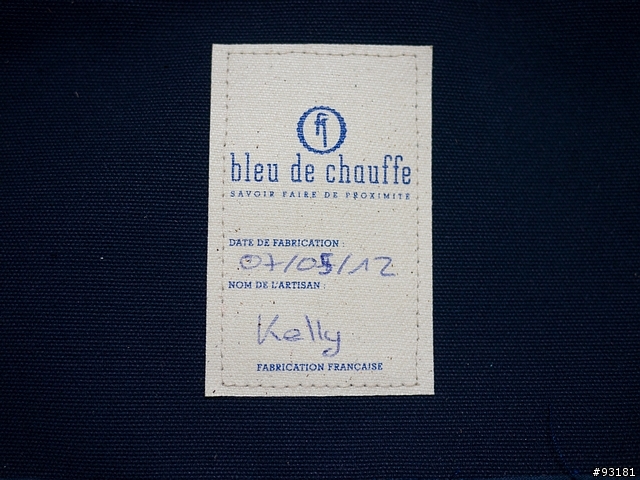 bleu de chauffe
SAVOIR FAIRE DE PROXIMITE
DATE DE FABRICATION :
07/05/12
NOM DE L'ARTISAN :
Kelly
FABRICATION FRANÇAISE
#93181